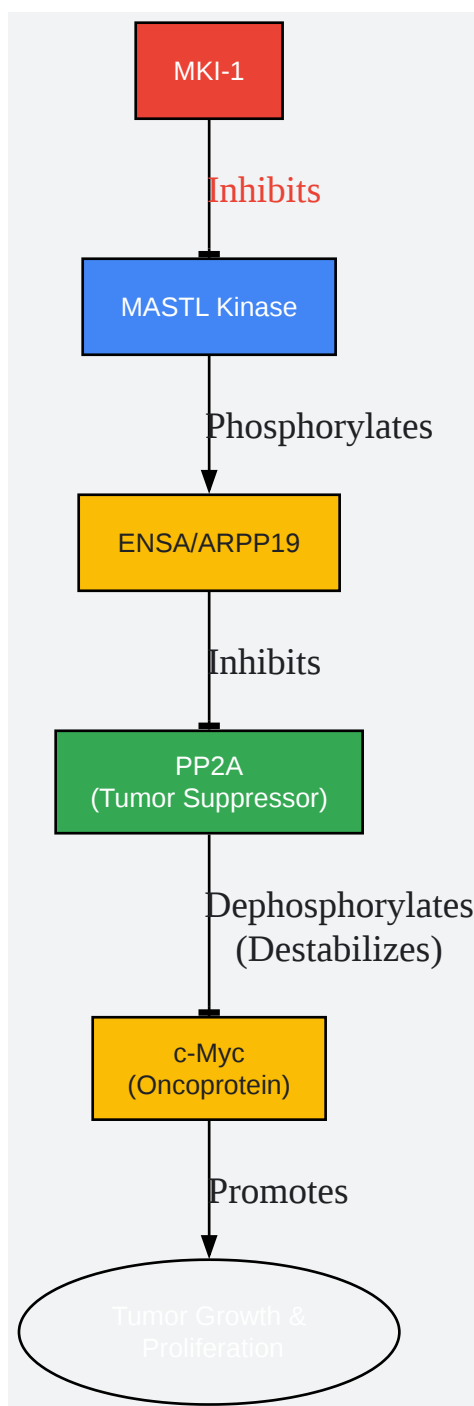 MKI-1
Inhibits
MASTL Kinase
Phosphorylates
ENSA/ARPP19
Inhibits
PP2A
(Tumor Suppressor)
Dephosphorylates
(Destabilizes)
c-Myc
(Oncoprotein)
Promotes
Tumor Growth &
Proliferation